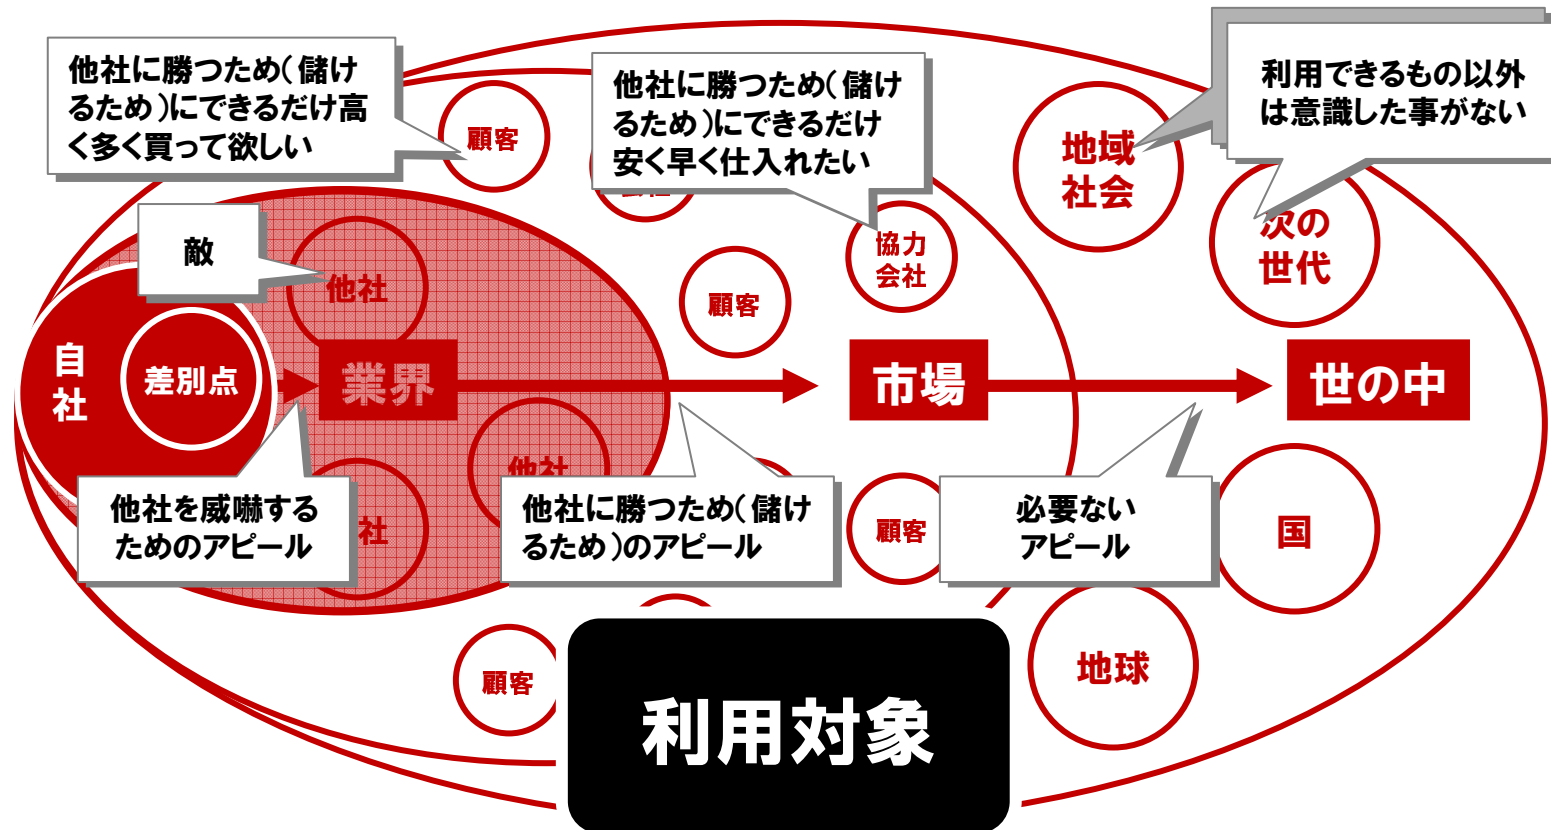 他社に勝つため(儲け
るため)にできるだけ高
く多く買って欲しい
顧客
他社に勝つため(儲け
るため)にできるだけ
安く早く仕入れたい
利用できるもの以外
は意識した事がない
地域
社会
次の
世代
敵
他社
協力
会社
顧客
自
社
差別点
業界
市場
世の中
他社
社
他社を威嚇する
ためのアピール
他社に勝つため(儲け
るため)のアピール
顧客
必要ない
アピール
国
顧客
地球
利用対象